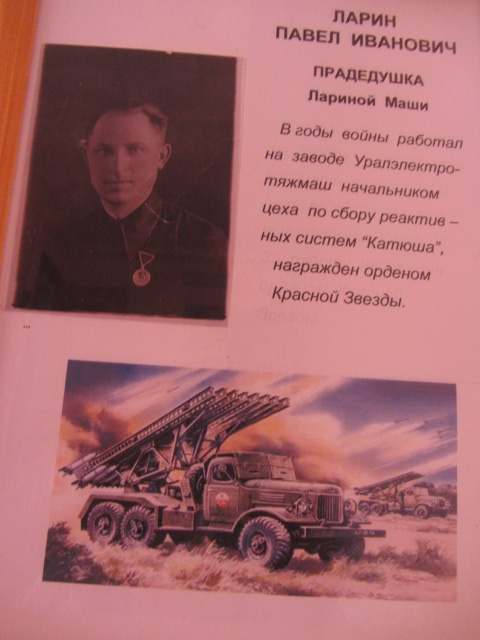 ЛАРИН
ПАВЕЛ ИВАНОВИЧ
ПРАДЕДУШКА
Лариной Маши
В годы войны работал
на заводе Уралэлектро-
тяжмаш начальником
цеха по сбору реактив –
ных систем "Катюша",
награжден орденом
Красной Звезды.